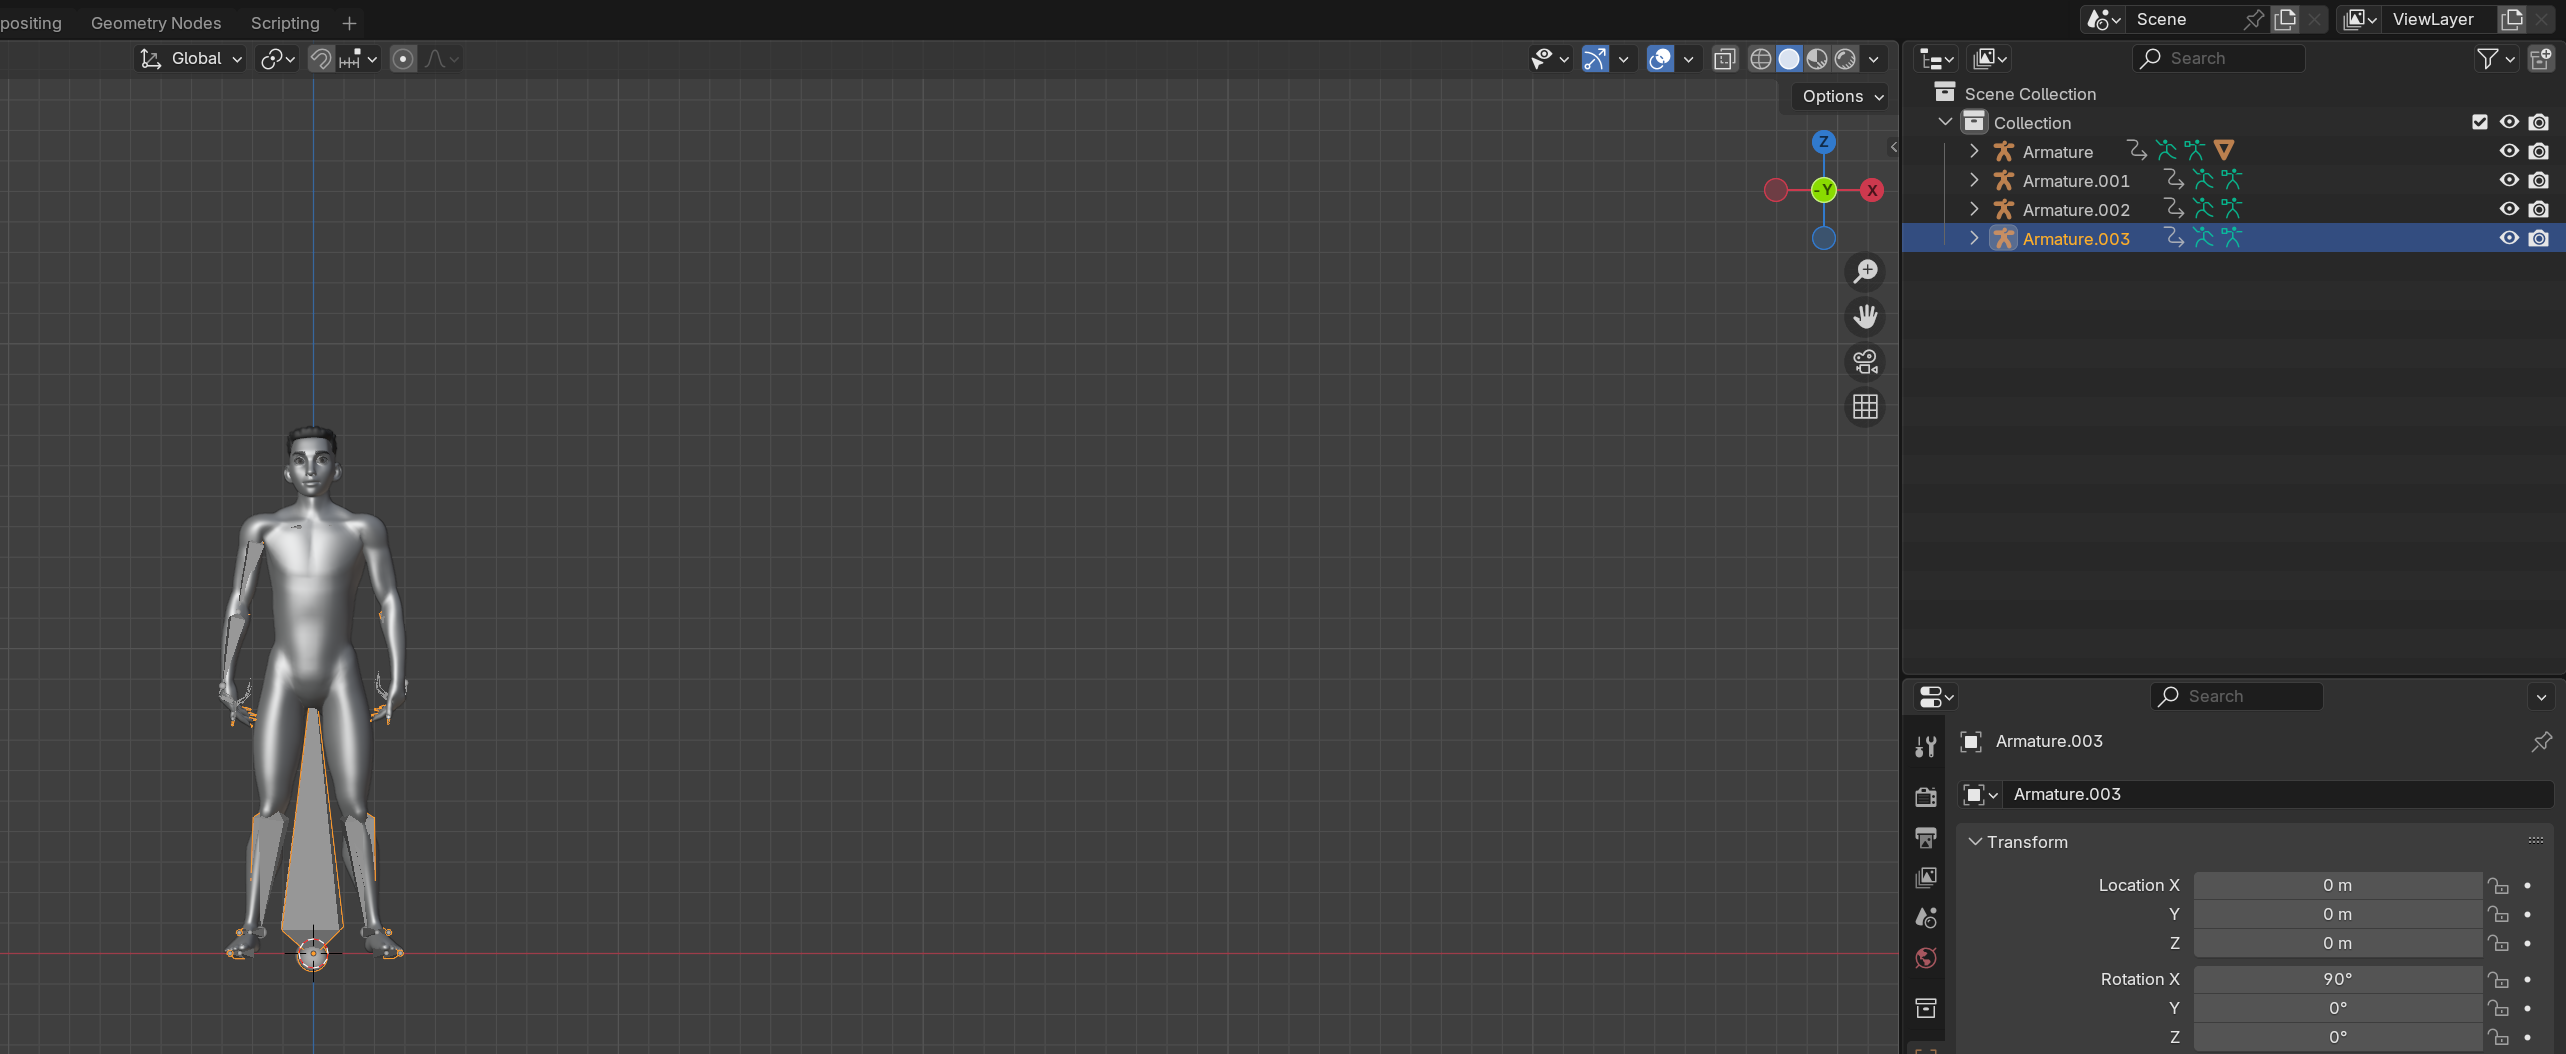 positing Geometry Nodes Scripting +
Scene ViewLayer
Global
Search
Options
Z
-Y
X
Scene Collection
Collection
Armature
Armature.001
Armature.002
Armature.003
Search
Armature.003
Armature.003
Transform
Location X 0 m
Y 0 m
Z 0 m
Rotation X 90°
Y 0°
Z 0°